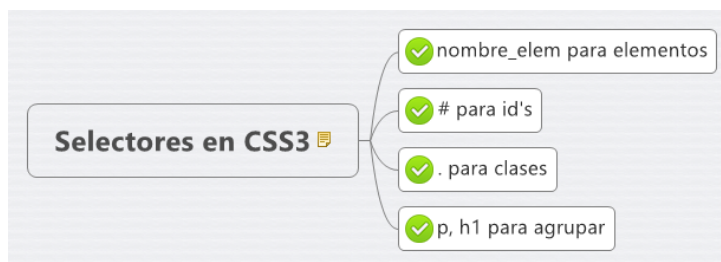 Selectores en CSS3
nombre_elem para elementos
# para id's
. para clases
p, h1 para agrupar